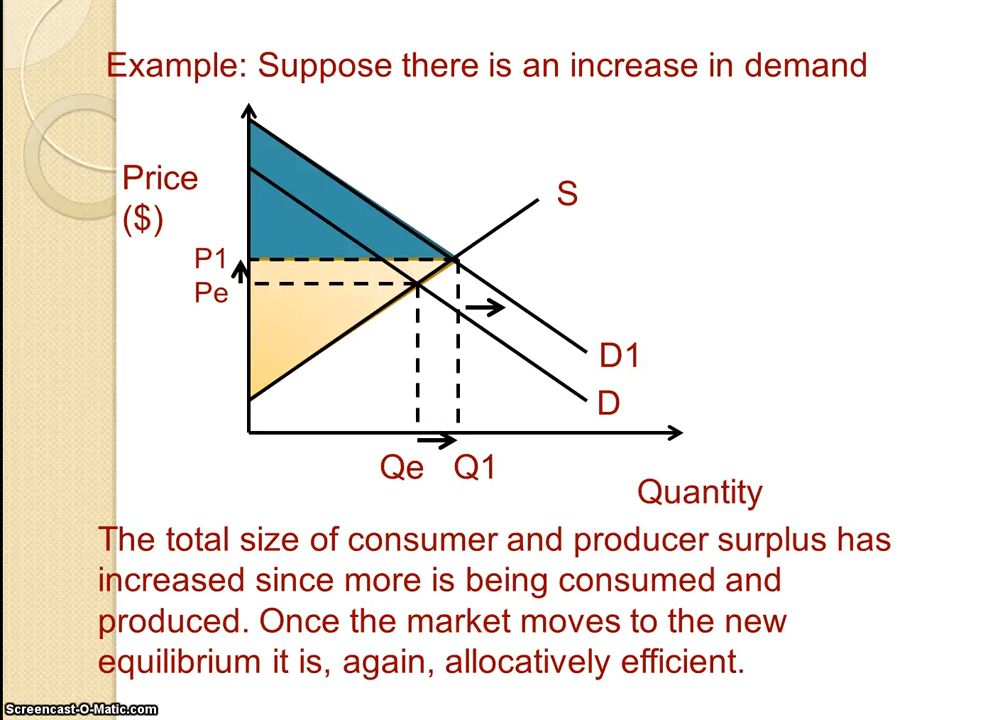 Example: Suppose there is an increase in demand
Price
($)
S
P1
Pe
D1
D
Qe Q1
Quantity
The total size of consumer and producer surplus has
increased since more is being consumed and
produced. Once the market moves to the new
equilibrium it is, again, allocatively efficient.
Screencast-O-Matic.com